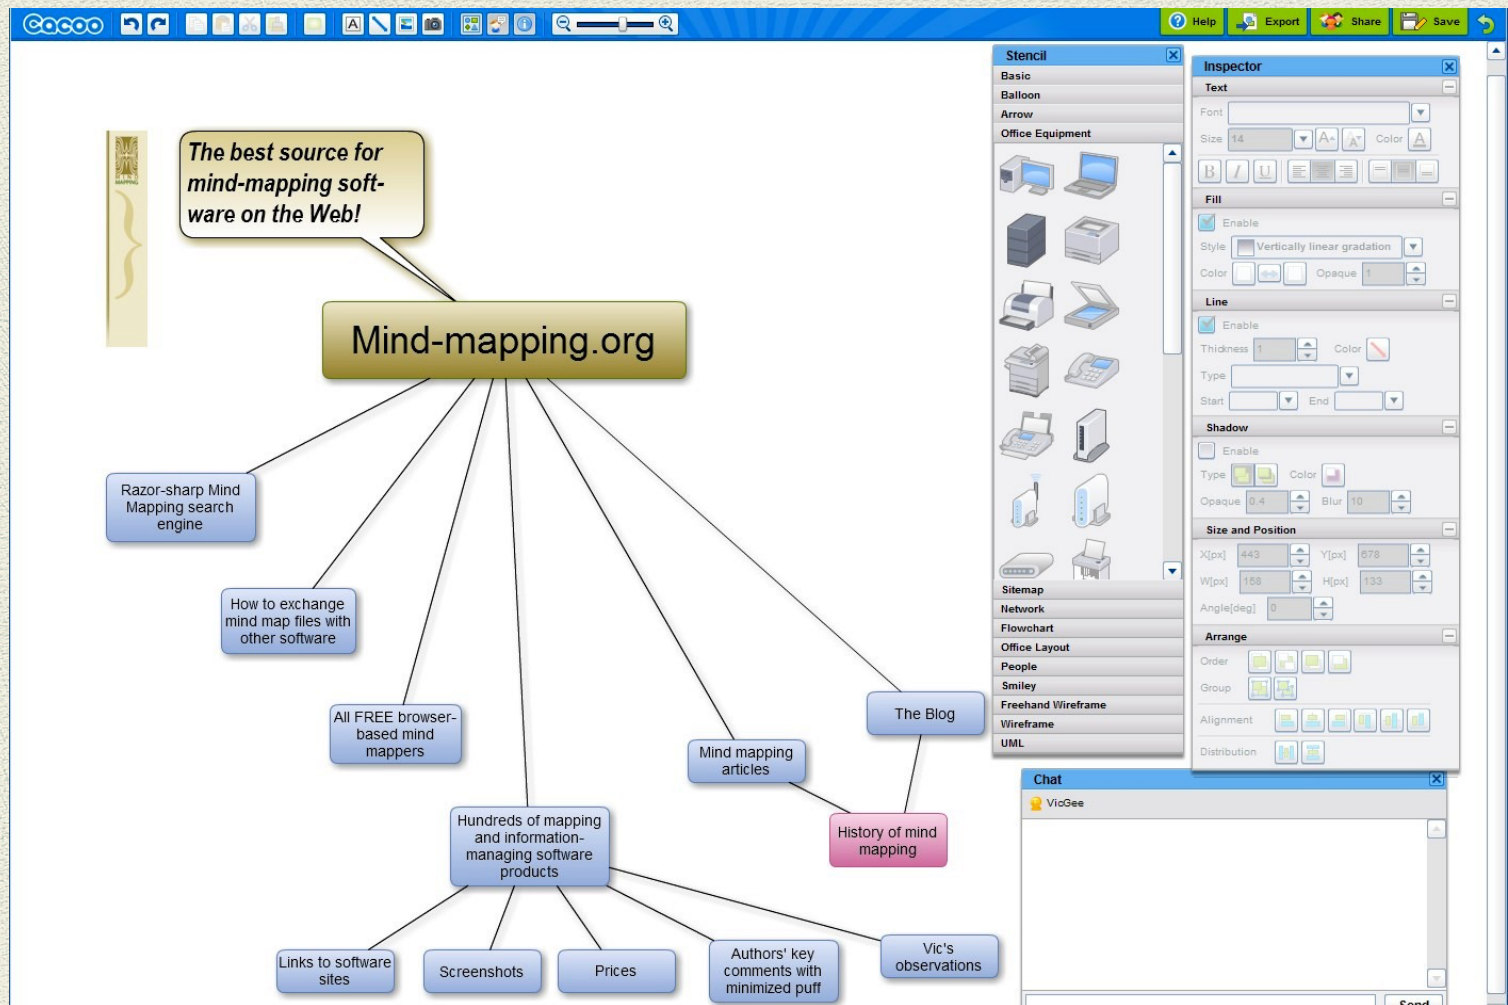 Cacoo
Help
Export
Share
Save
MIND
MAPPING
The best source for
mind-mapping soft-
ware on the Web!
Mind-mapping.org
Razor-sharp Mind
Mapping search
engine
How to exchange
mind map files with
other software
All FREE browser-
based mind
mappers
Hundreds of mapping
and information-
managing software
products
Mind mapping
articles
The Blog
History of mind
mapping
Links to software
sites
Screenshots
Prices
Authors' key
comments with
minimized puff
Vic's
observations
Stencil
Basic
Balloon
Arrow
Office Equipment
Sitemap
Network
Flowchart
Office Layout
People
Smiley
Freehand Wireframe
Wireframe
UML
Inspector
Text
Font
Size 14 A A Color A
B I U
Fill
Enable
Style Vertically linear gradation
Color Opaque 1
Line
Enable
Thickness 1 Color
Type
Start End
Shadow
Enable
Type Color
Opaque 0.4 Blur 10
Size and Position
X[px] 443 Y[px] 678
W[px] 158 H[px] 133
Angle[deg] 0
Arrange
Order
Group
Alignment
Distribution
Chat
VicGee
Send